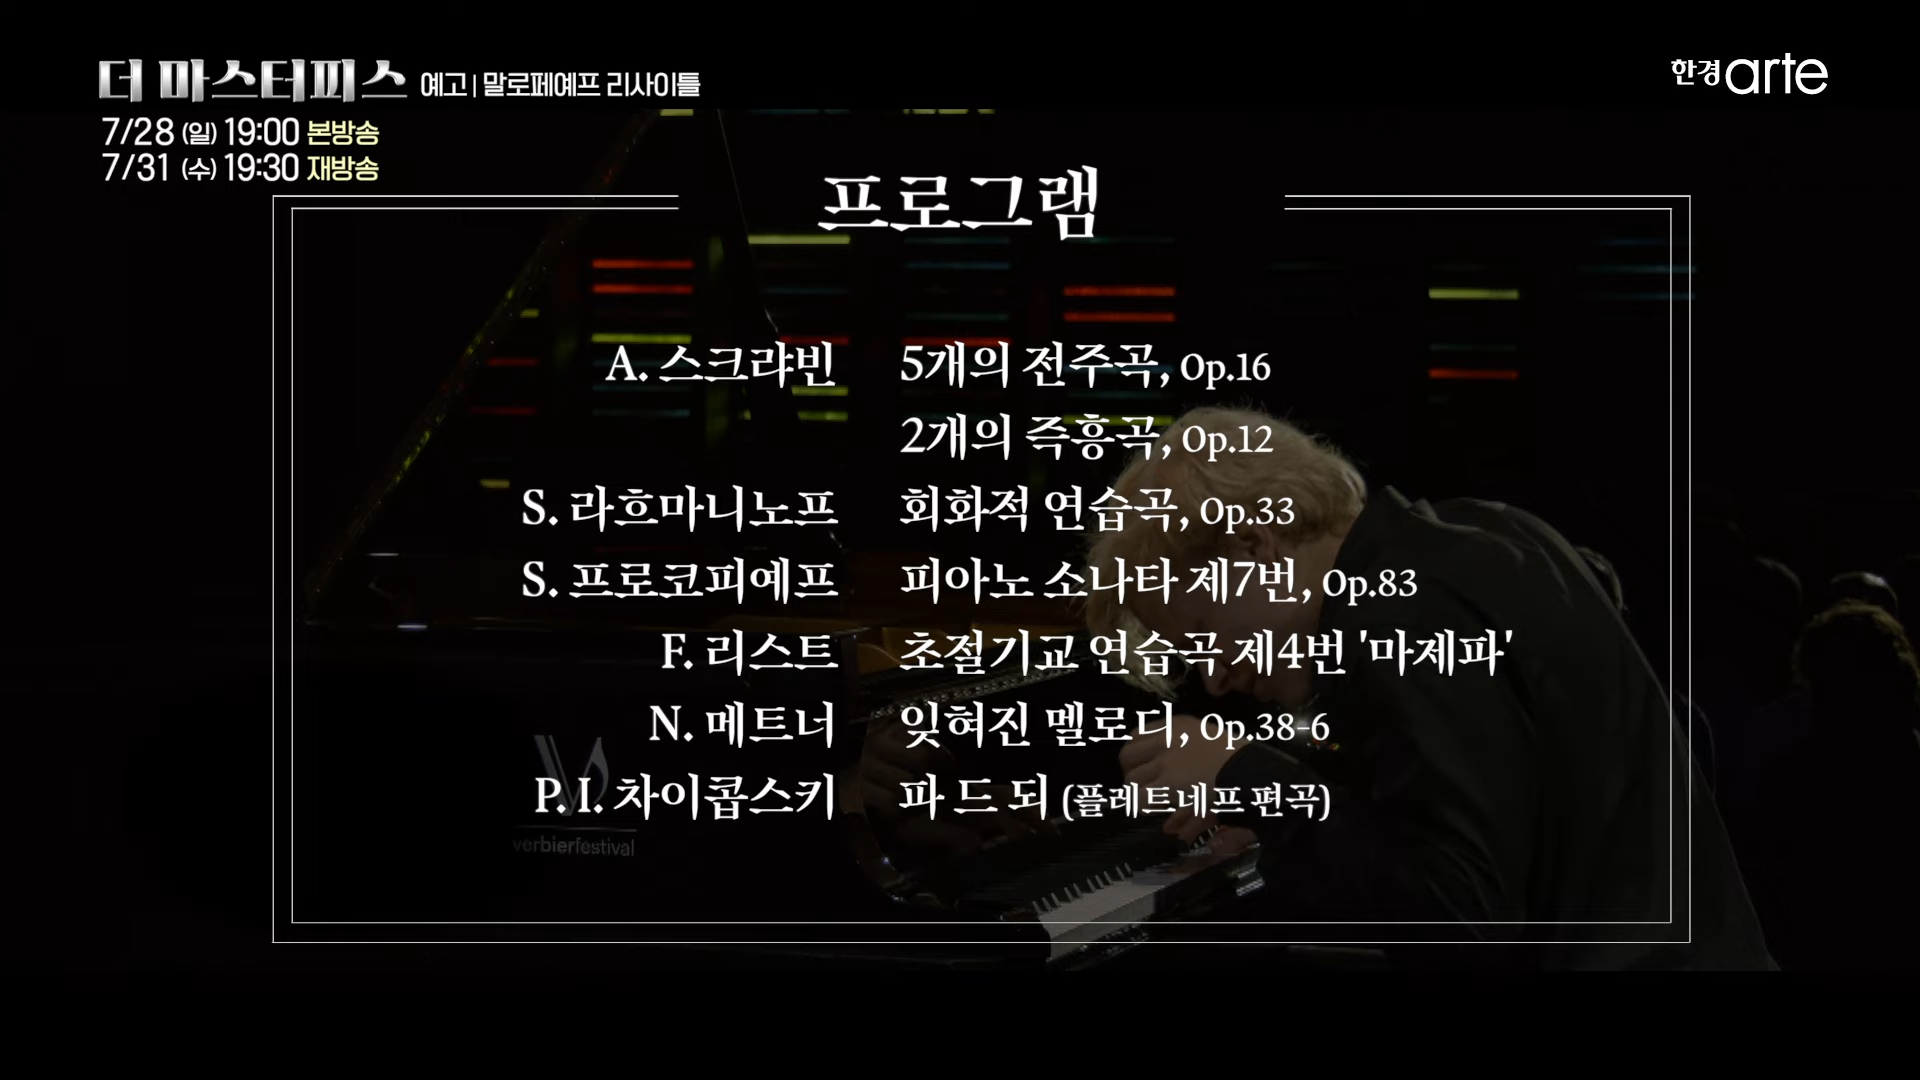 더 마스터피스 예고 | 말로페예프 리사이틀
한경arte
7/28 (일) 19:00 본방송
7/31 (수) 19:30 재방송
프로그램
A. 스크랴빈 5개의 전주곡, Op.16
2개의 즉흥곡, Op.12
S. 라흐마니노프 회화적 연습곡, Op.33
S. 프로코피예프 피아노 소나타 제7번, Op.83
F. 리스트 초절기교 연습곡 제4번 '마제파'
N. 메트너 잊혀진 멜로디, Op.38-6
P. I. 차이콥스키 파 드 되 (플레트네프 편곡)
verbierfestival